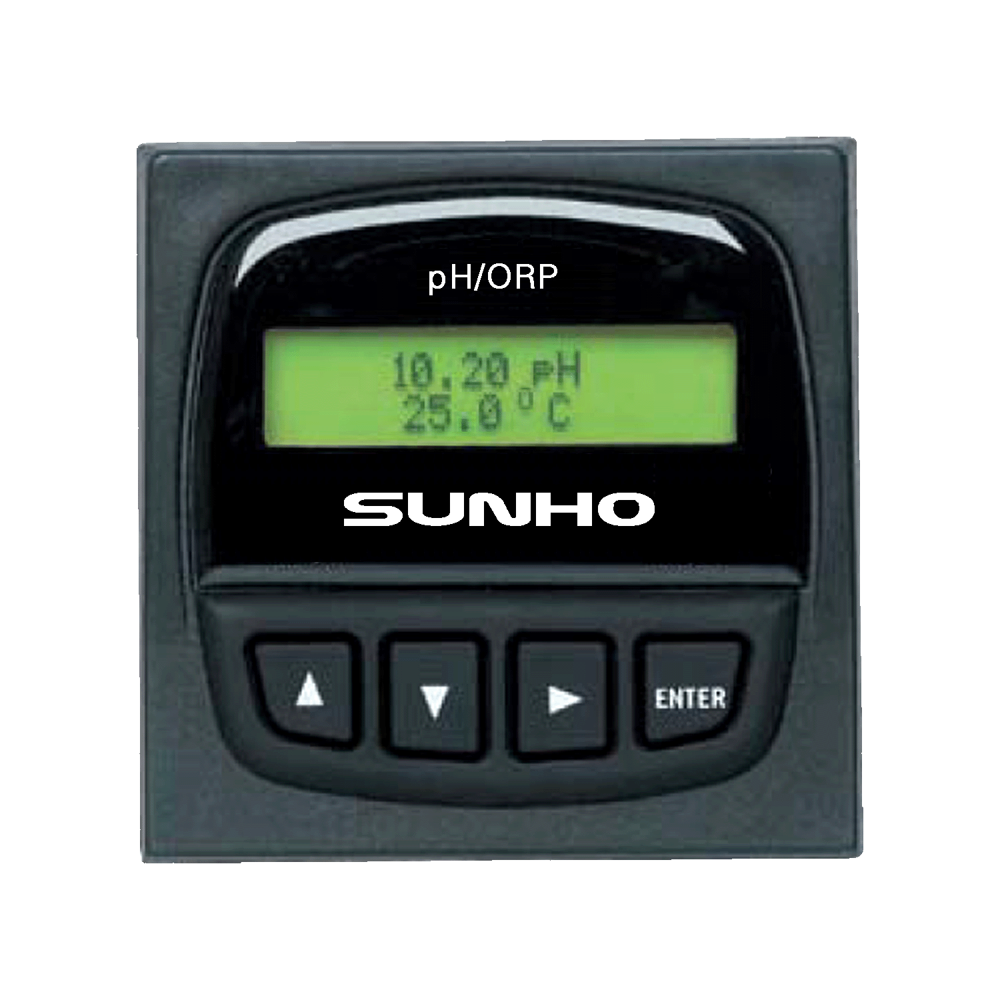 pH/ORP
10.20 pH
25.0 °C
SUNHO
▲ ▼ ▶ ENTER